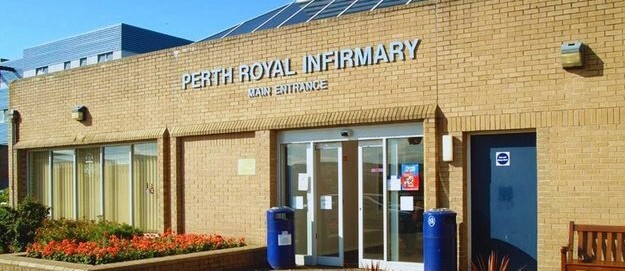 PERTH ROYAL INFIRMARY
MAIN ENTRANCE